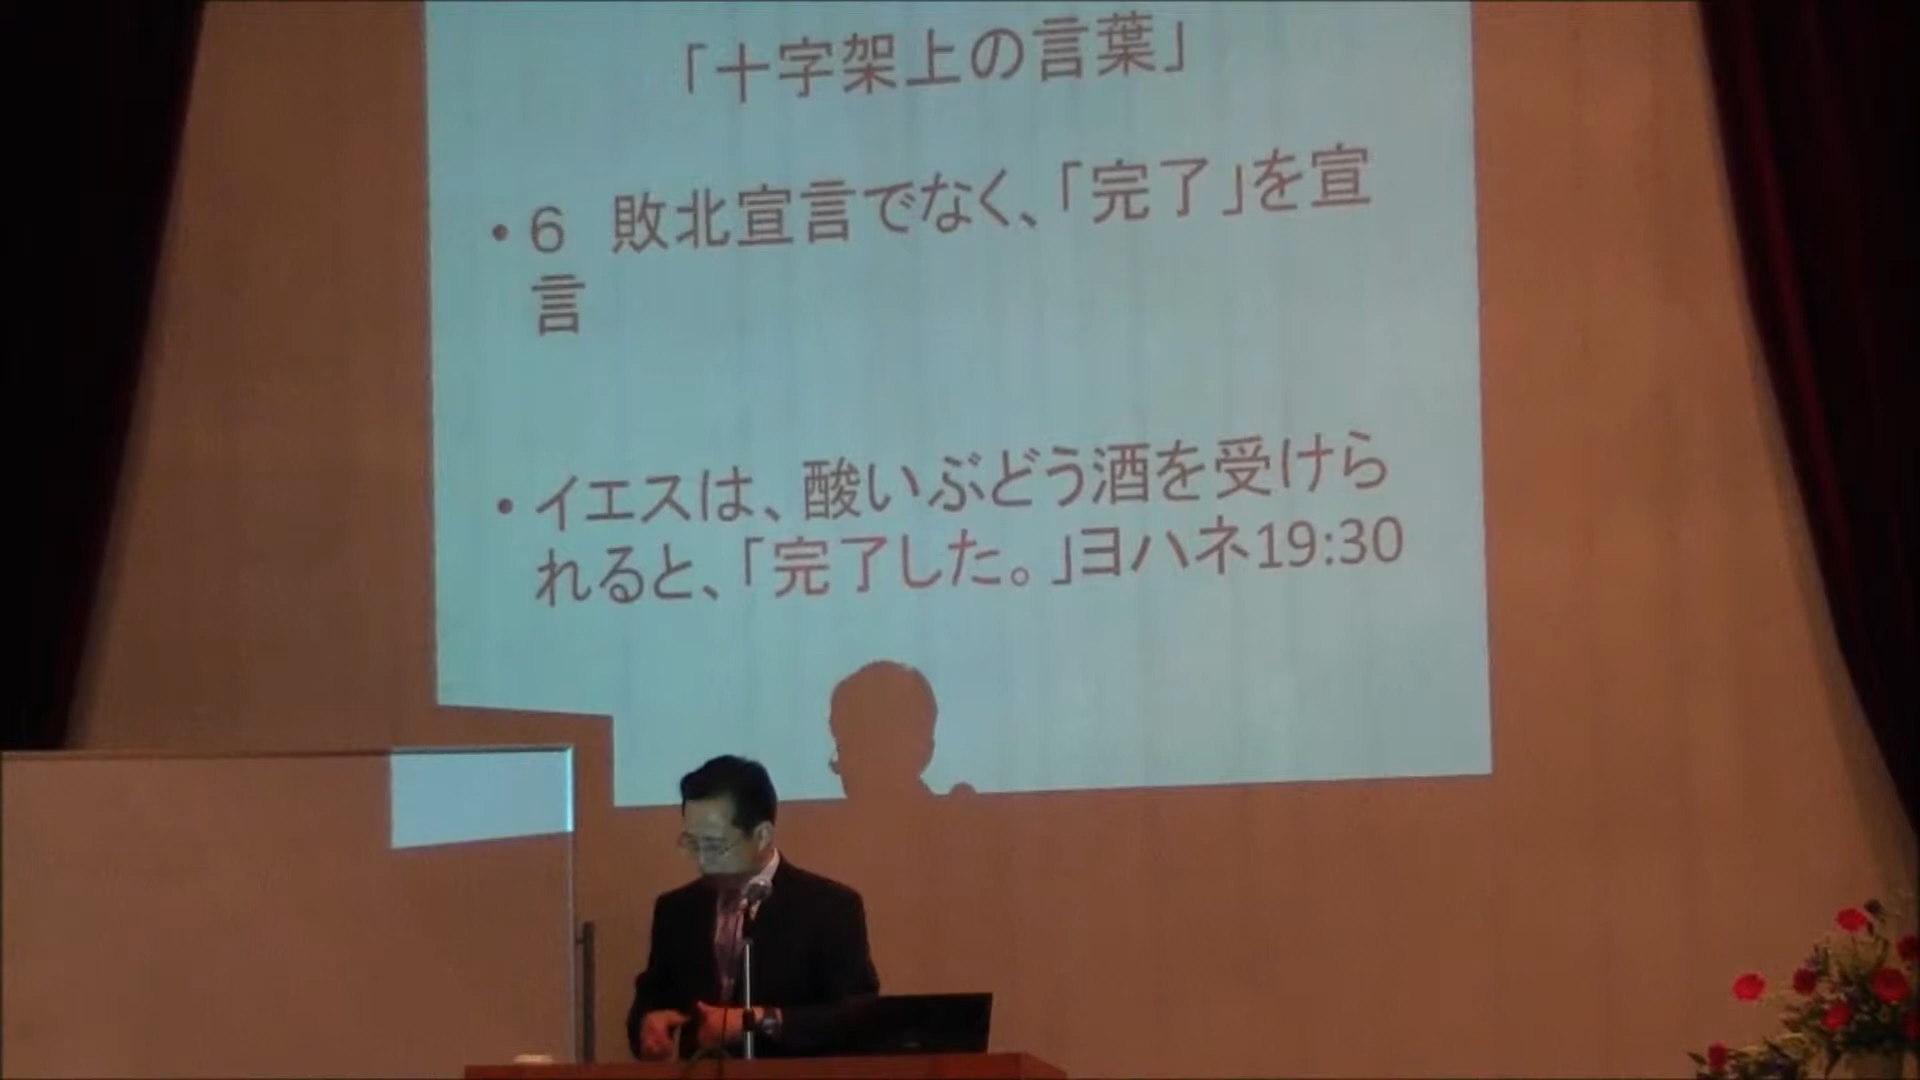 「十字架上の言葉」
• 6　敗北宣言でなく、「完了」を宣
言
• イエスは、酸いぶどう酒を受けら
れると、「完了した。」ヨハネ19:30